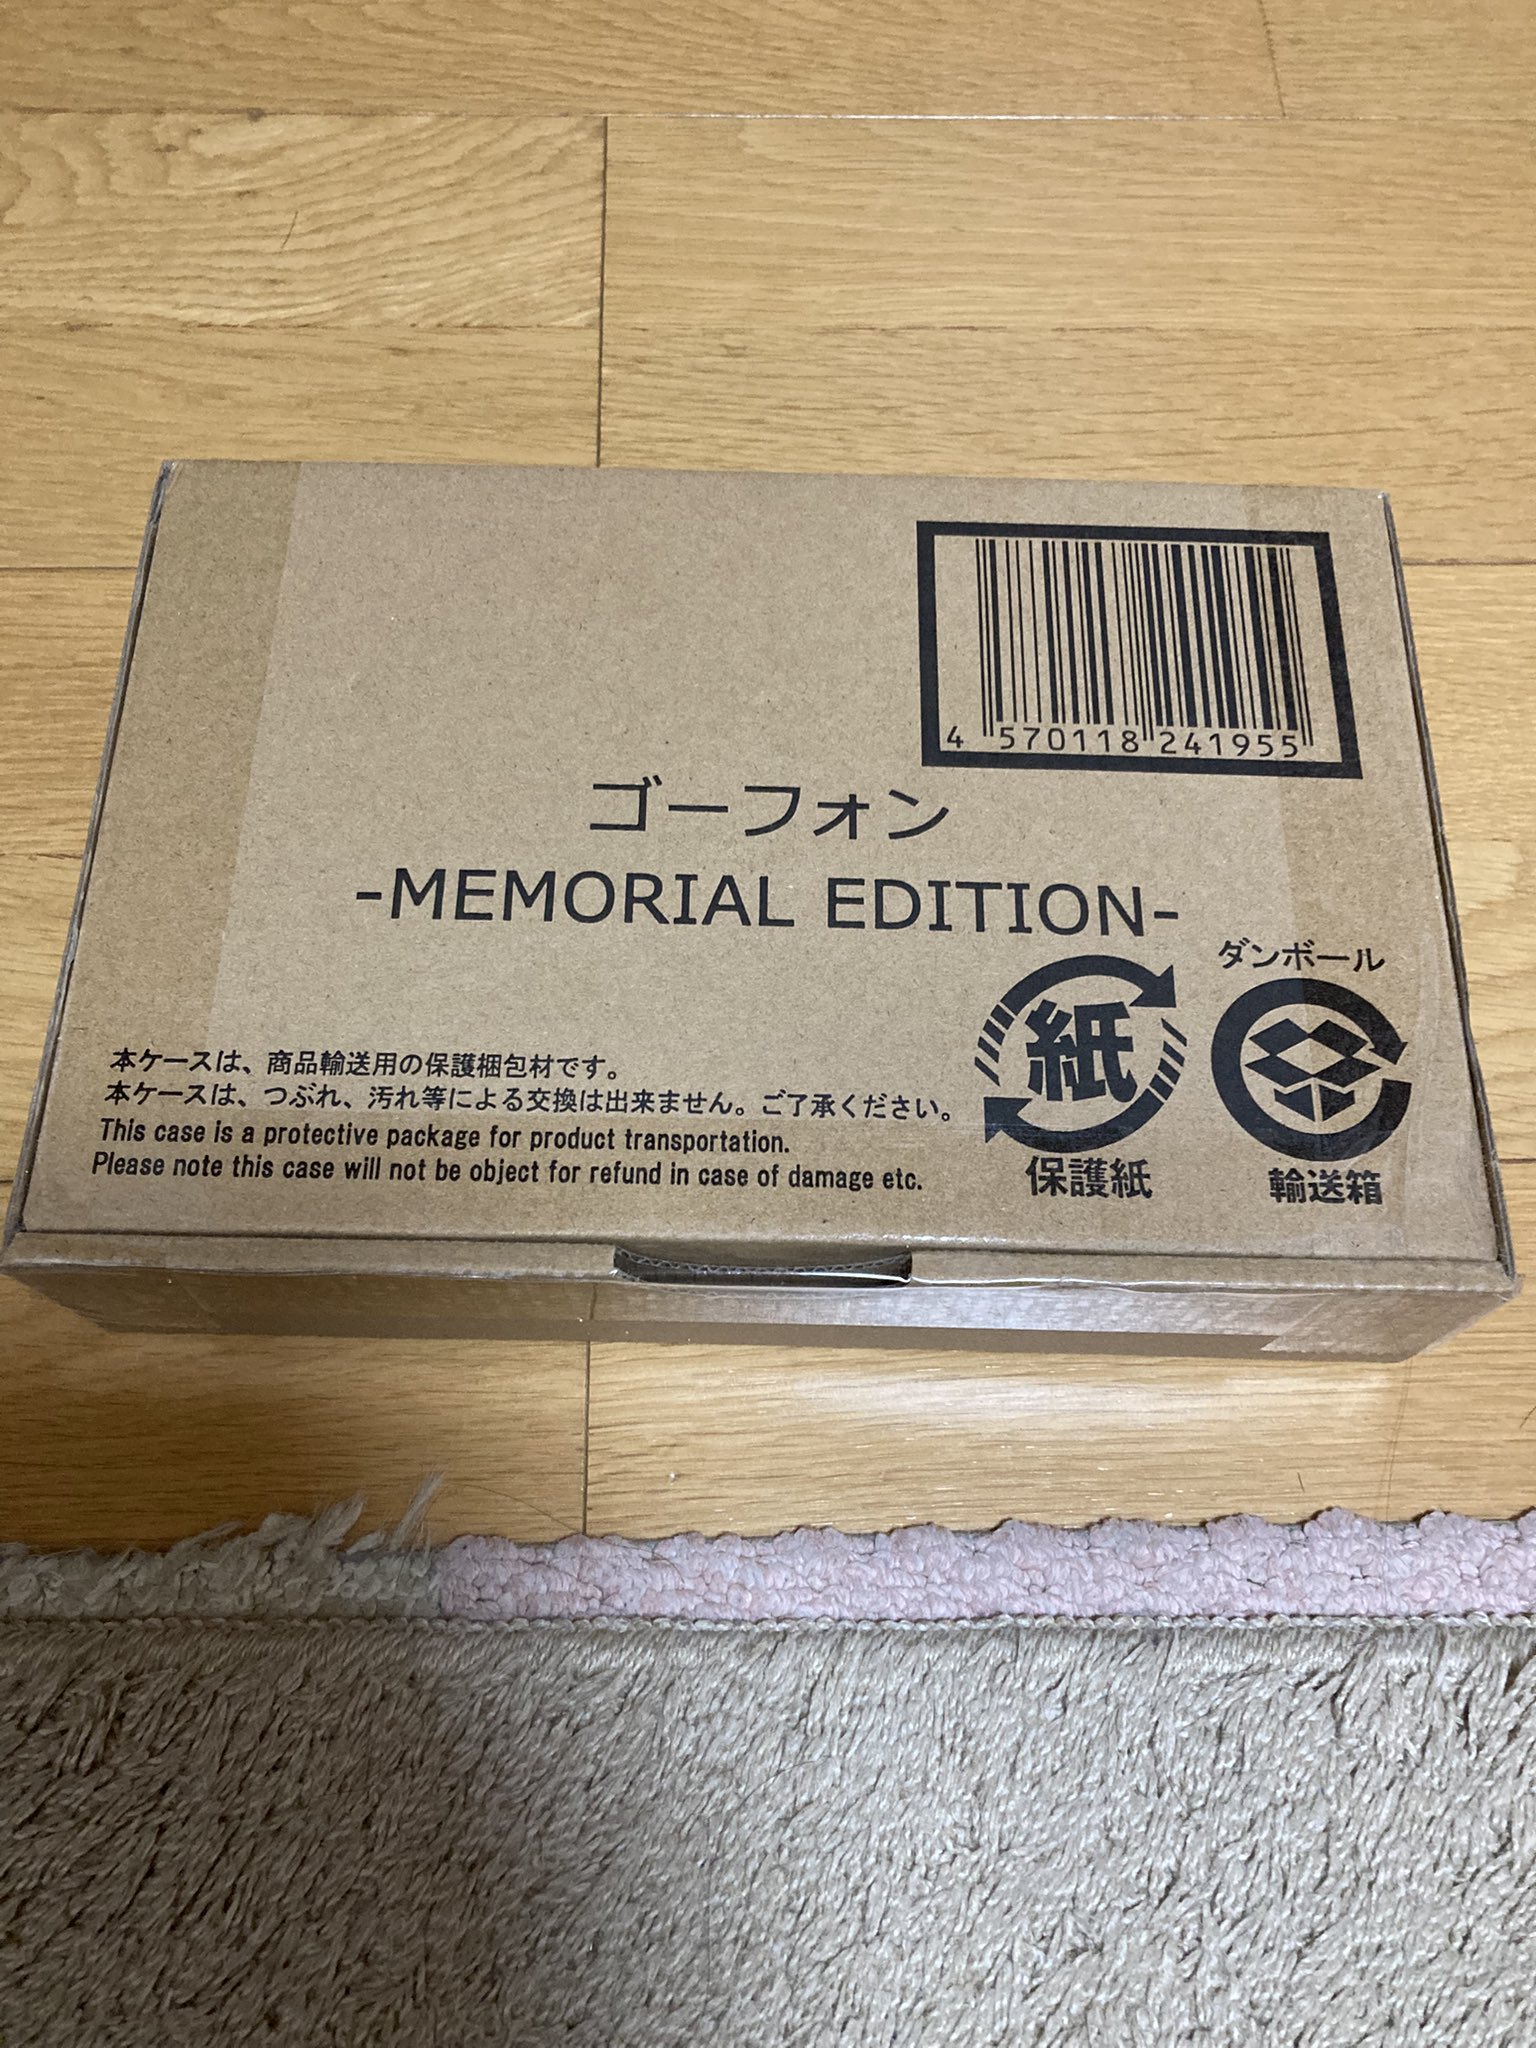 4 570118 241955
ゴーフォン
-MEMORIAL EDITION-
ダンボール
紙
本ケースは、商品輸送用の保護梱包材です。
本ケースは、つぶれ、汚れ等による交換は出来ません。ご了承ください。
This case is a protective package for product transportation.
Please note this case will not be object for refund in case of damage etc.
保護紙
輸送箱